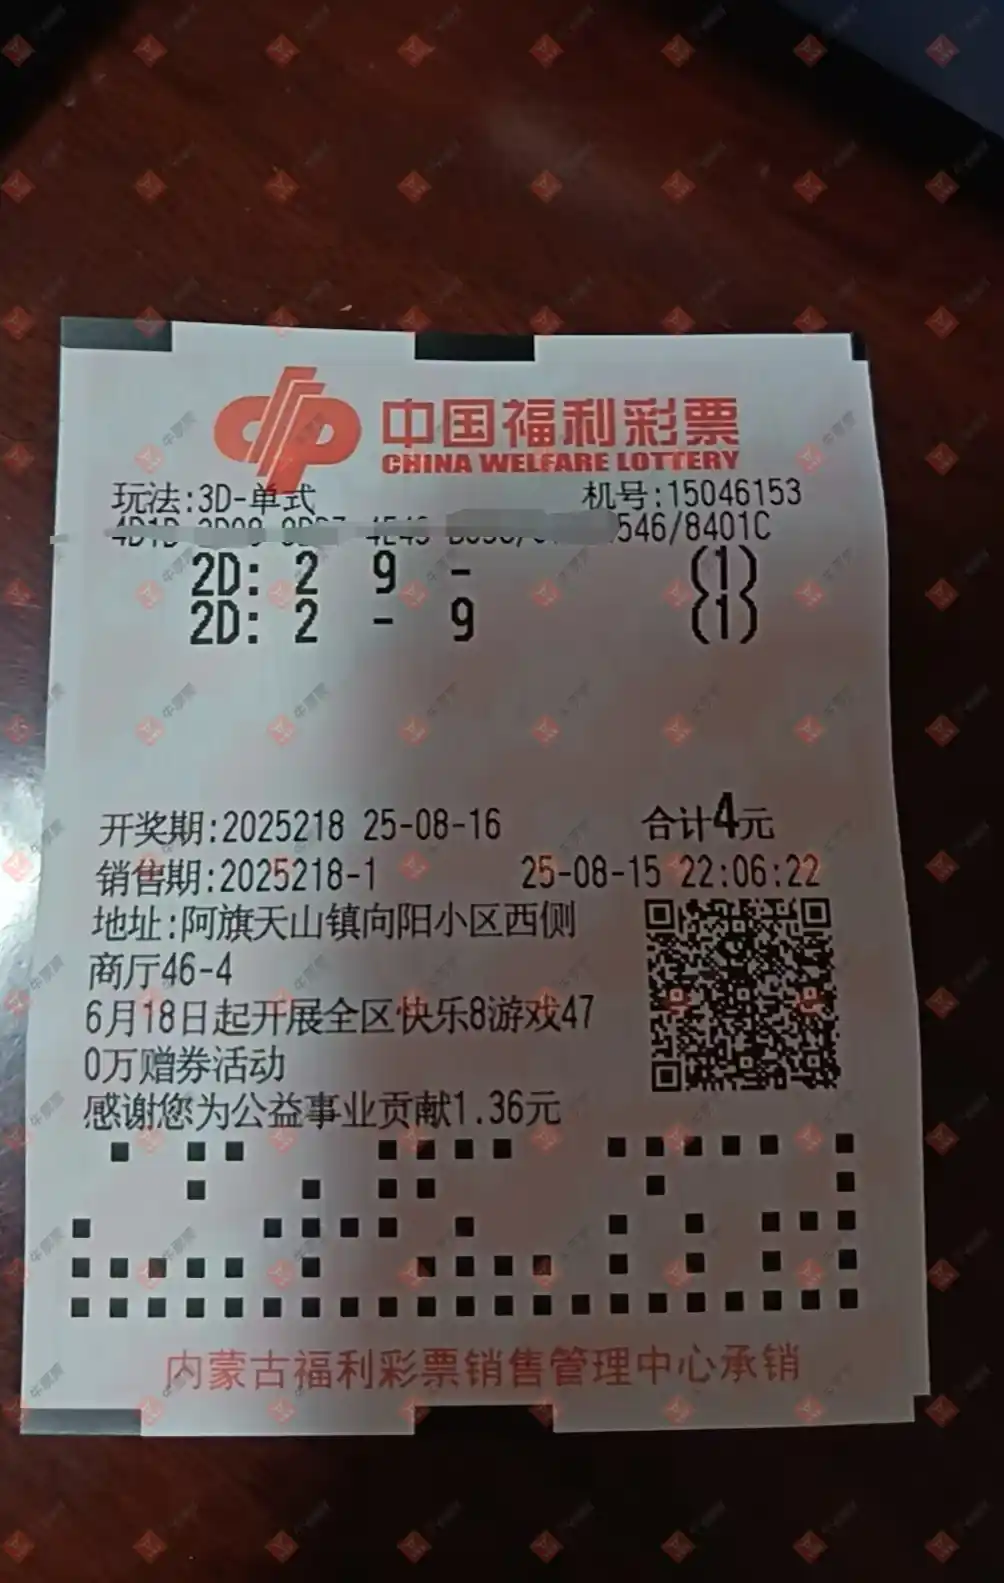 中国福利彩票
CHINA WELFARE LOTTERY
玩法:3D-单式 机号:15046153
546/8401C
2D: 2 9 - (1)
2D: 2 - 9 (1)
开奖期:2025218 25-08-16 合计4元
销售期:2025218-1 25-08-15 22:06:22
地址:阿旗天山镇向阳小区西侧
商厅46-4
6月18日起开展全区快乐8游戏47
0万赠券活动
感谢您为公益事业贡献1.36元
内蒙古福利彩票销售管理中心承销